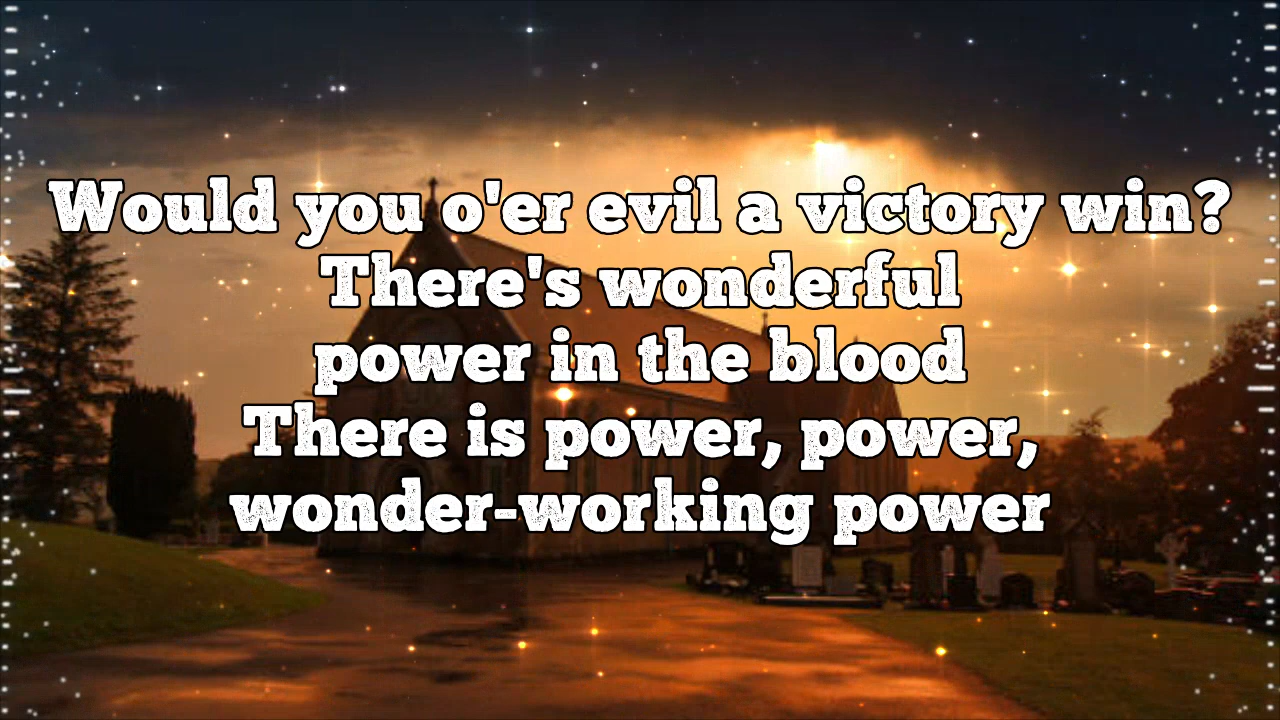 Would you o'er evil a victory win?
There's wonderful
power in the blood
There is power, power,
wonder-working power